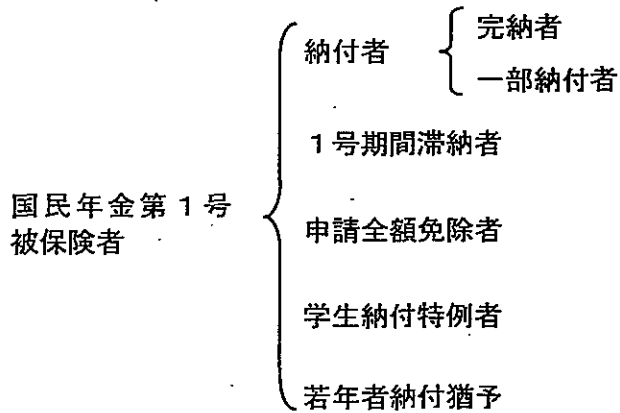 納付者
完納者
一部納付者
1号期間滞納者
国民年金第1号
被保険者
申請全額免除者
学生納付特例者
若年者納付猶予